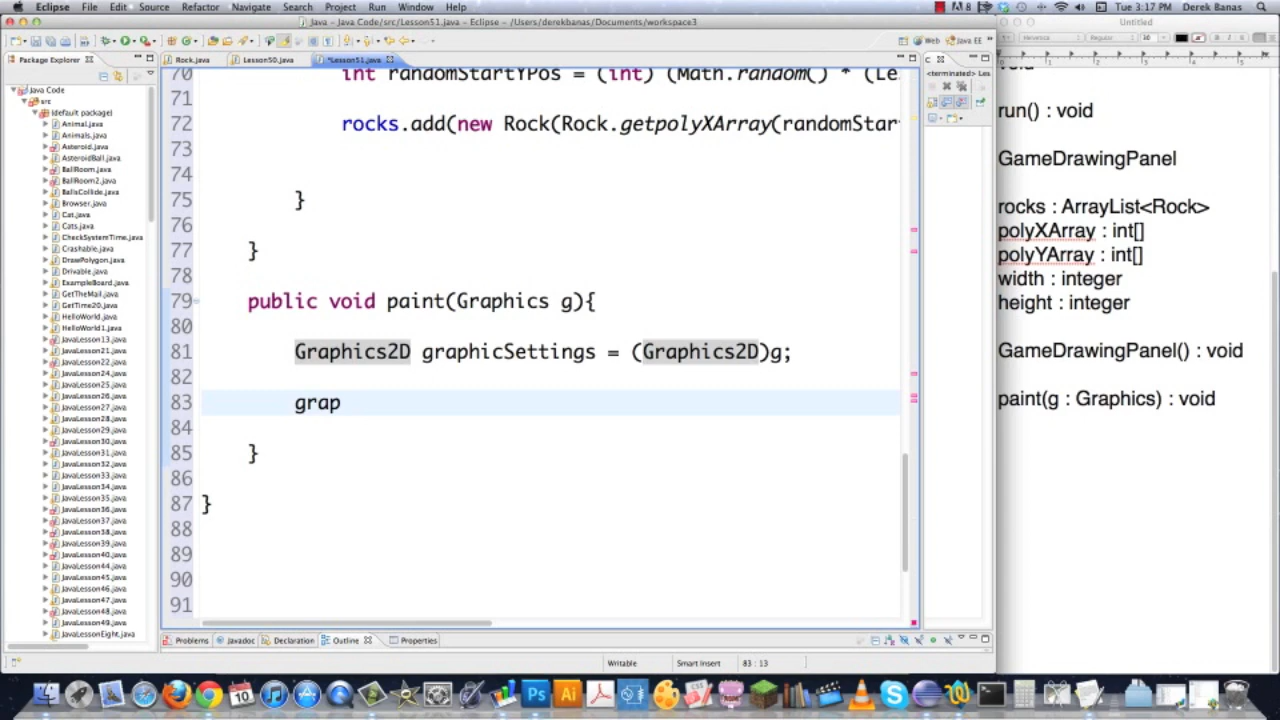 Eclipse File Edit Source Refactor Navigate Search Project Run Window Help
8 Tue 3:17 PM Derek Banas
Java – Java Code/src/Lesson51.java – Eclipse – /Users/derekbanas/Documents/workspace3
Untitled
Web Java EE
Helvetica Regular
Package Explorer
Rock.java Lesson50.java *Lesson51.java
<terminated> Les
Java Code
src
(default package)
Animal.java
Animals.java
Asteroid.java
AsteroidBall.java
BallRoom.java
BallRoom2.java
BallsCollide.java
Browser.java
Cat.java
Cats.java
CheckSystemTime.java
Crashable.java
DrawPolygon.java
Drivable.java
ExampleBoard.java
GetTheMail.java
GetTime20.java
HelloWorld.java
HelloWorld1.java
JavaLesson13.java
JavaLesson21.java
JavaLesson22.java
JavaLesson24.java
JavaLesson25.java
JavaLesson26.java
JavaLesson27.java
JavaLesson28.java
JavaLesson29.java
JavaLesson30.java
JavaLesson31.java
JavaLesson32.java
JavaLesson33.java
JavaLesson34.java
JavaLesson35.java
JavaLesson36.java
JavaLesson37.java
JavaLesson38.java
JavaLesson39.java
JavaLesson40.java
JavaLesson44.java
JavaLesson45.java
JavaLesson46.java
JavaLesson47.java
JavaLesson48.java
JavaLesson49.java
JavaLessonEight.java
70 int randomStartYPos = (int) (Math.random() * (Le
71
72 rocks.add(new Rock(Rock.getpolyXArray(randomStar
73
74
75 }
76
77 }
78
79 public void paint(Graphics g){
80
81 Graphics2D graphicSettings = (Graphics2D)g;
82
83 grap
84
85 }
86
87 }
88
89
90
91
void
run() : void
GameDrawingPanel
rocks : ArrayList<Rock>
polyXArray : int[]
polyYArray : int[]
width : integer
height : integer
GameDrawingPanel() : void
paint(g : Graphics) : void
Problems Javadoc Declaration Outline Properties
Writable Smart Insert 83 : 13